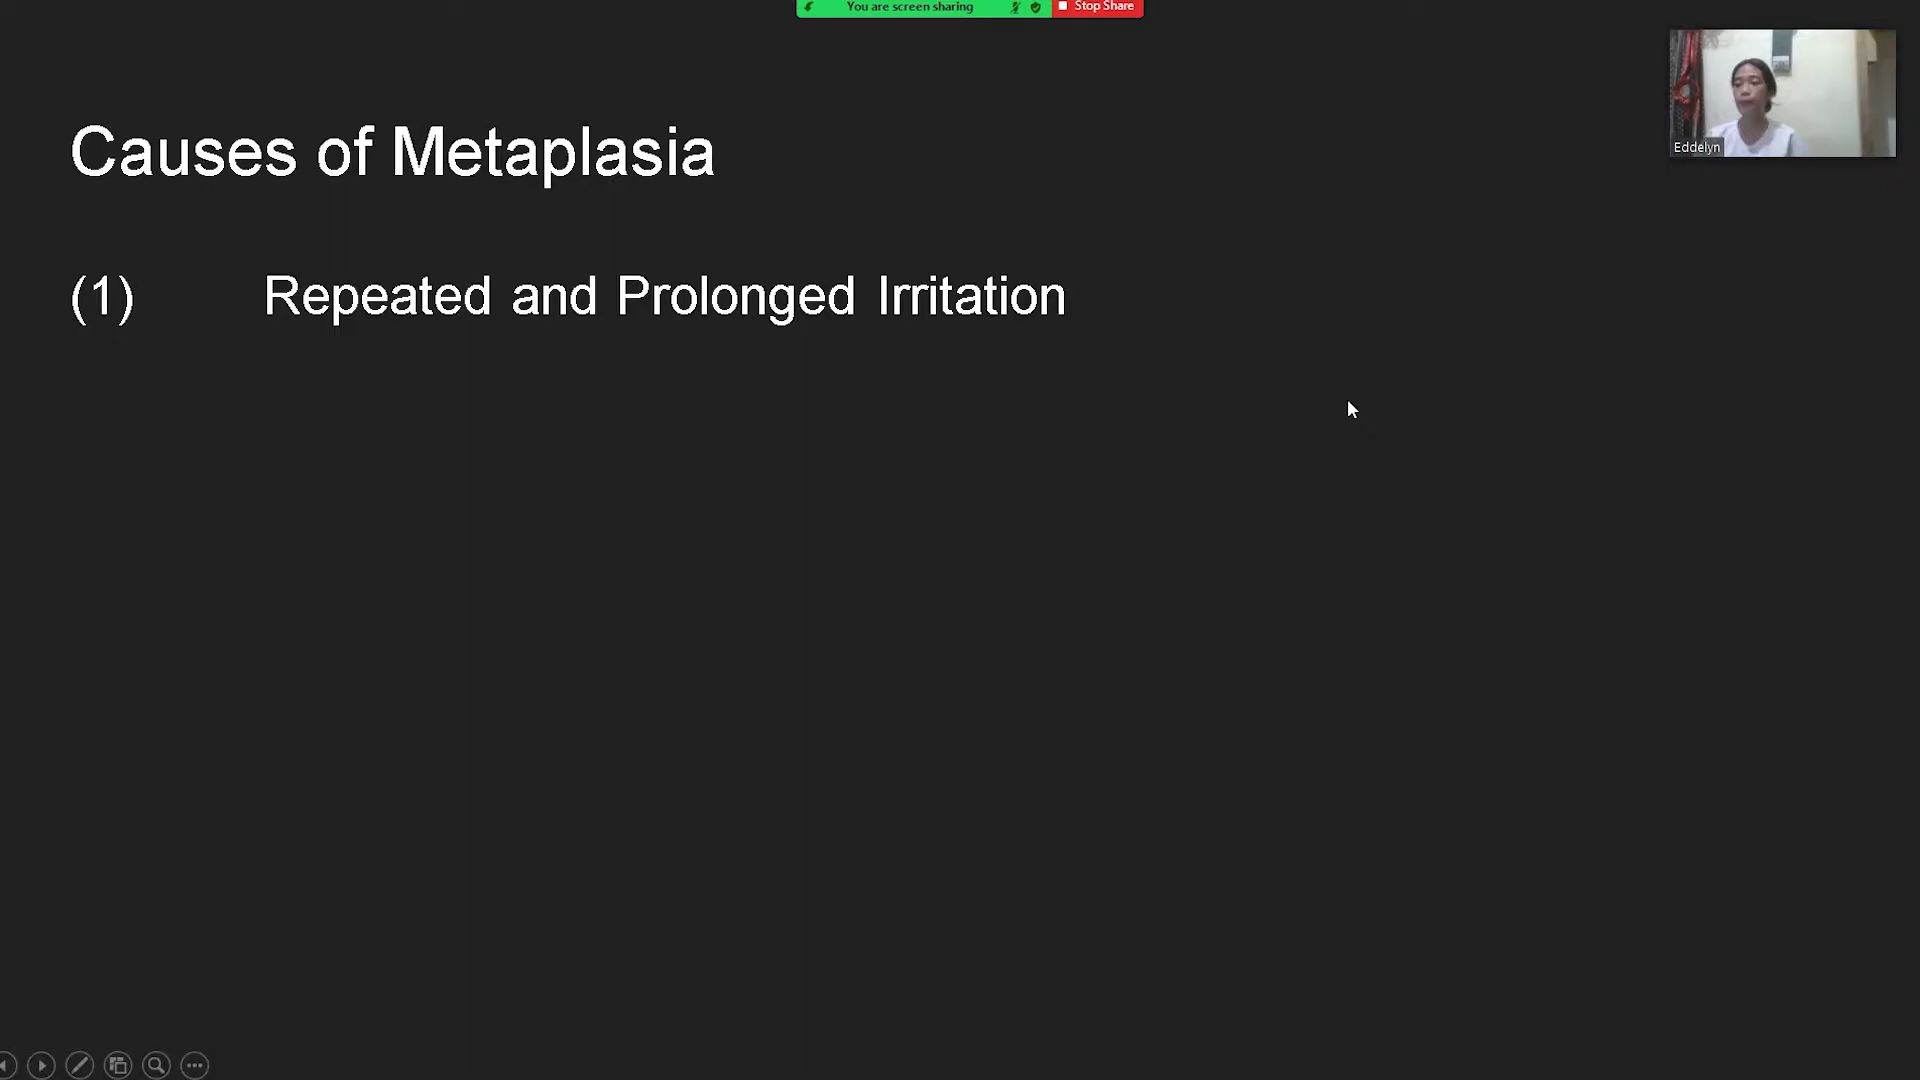 You are screen sharing
Stop Share
Eddelyn
Causes of Metaplasia
(1) Repeated and Prolonged Irritation